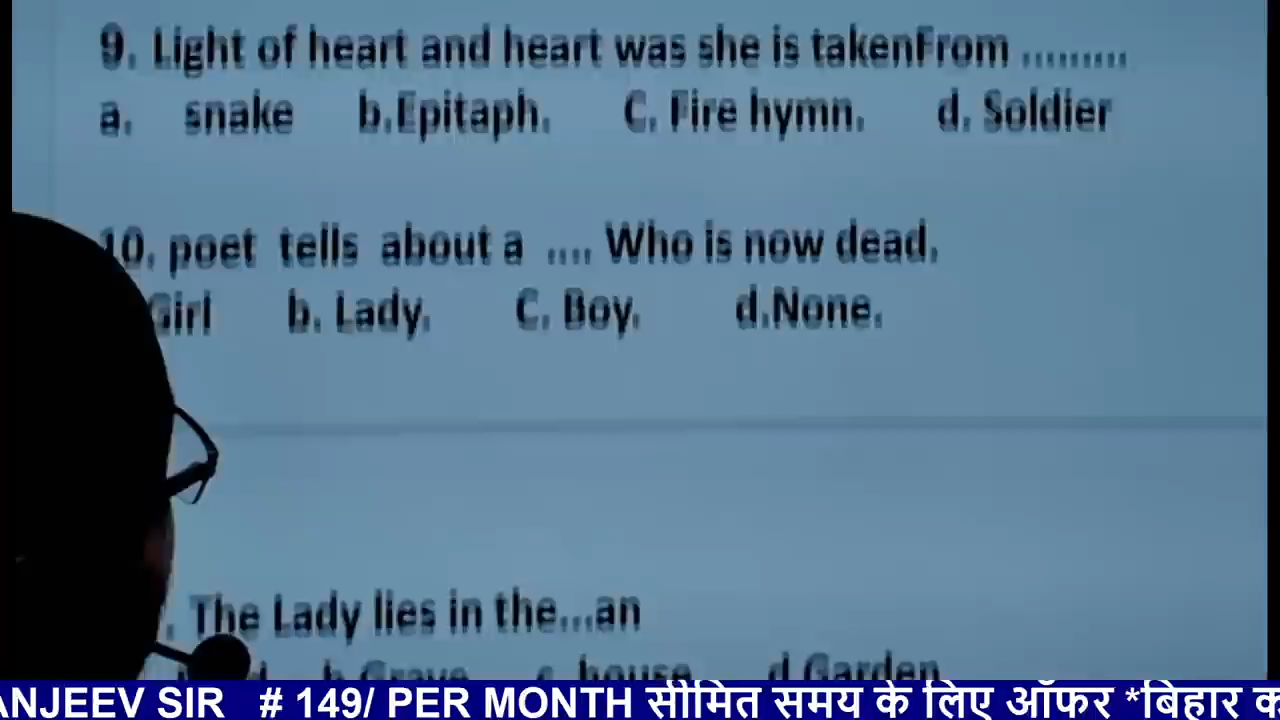 9. Light of heart and heart was she is takenFrom .........
a. snake b.Epitaph. C. Fire hymn. d. Soldier
10. poet tells about a .... Who is now dead.
Girl b. Lady. C. Boy. d.None.
. The Lady lies in the...an
b.Grave c. house d.Garden
ANJEEV SIR # 149/ PER MONTH सीमित समय के लिए ऑफर *बिहार क